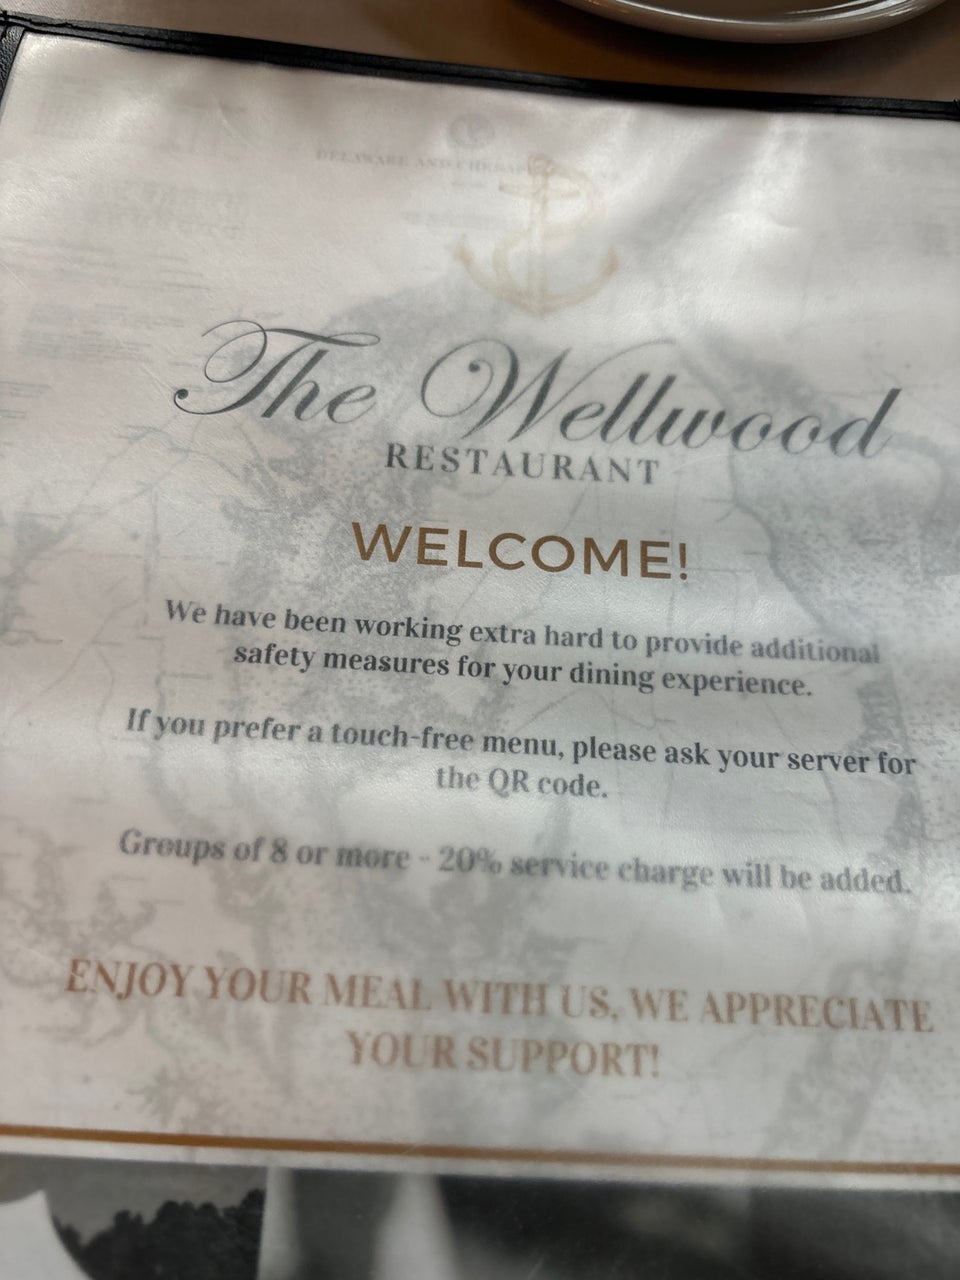 DELAWARE AND
The Wellwood
RESTAURANT
WELCOME!
We have been working extra hard to provide additional
safety measures for your dining experience.
If you prefer a touch-free menu, please ask your server for
the QR code.
Groups of 8 or more - 20% service charge will be added.
ENJOY YOUR MEAL WITH US, WE APPRECIATE
YOUR SUPPORT!